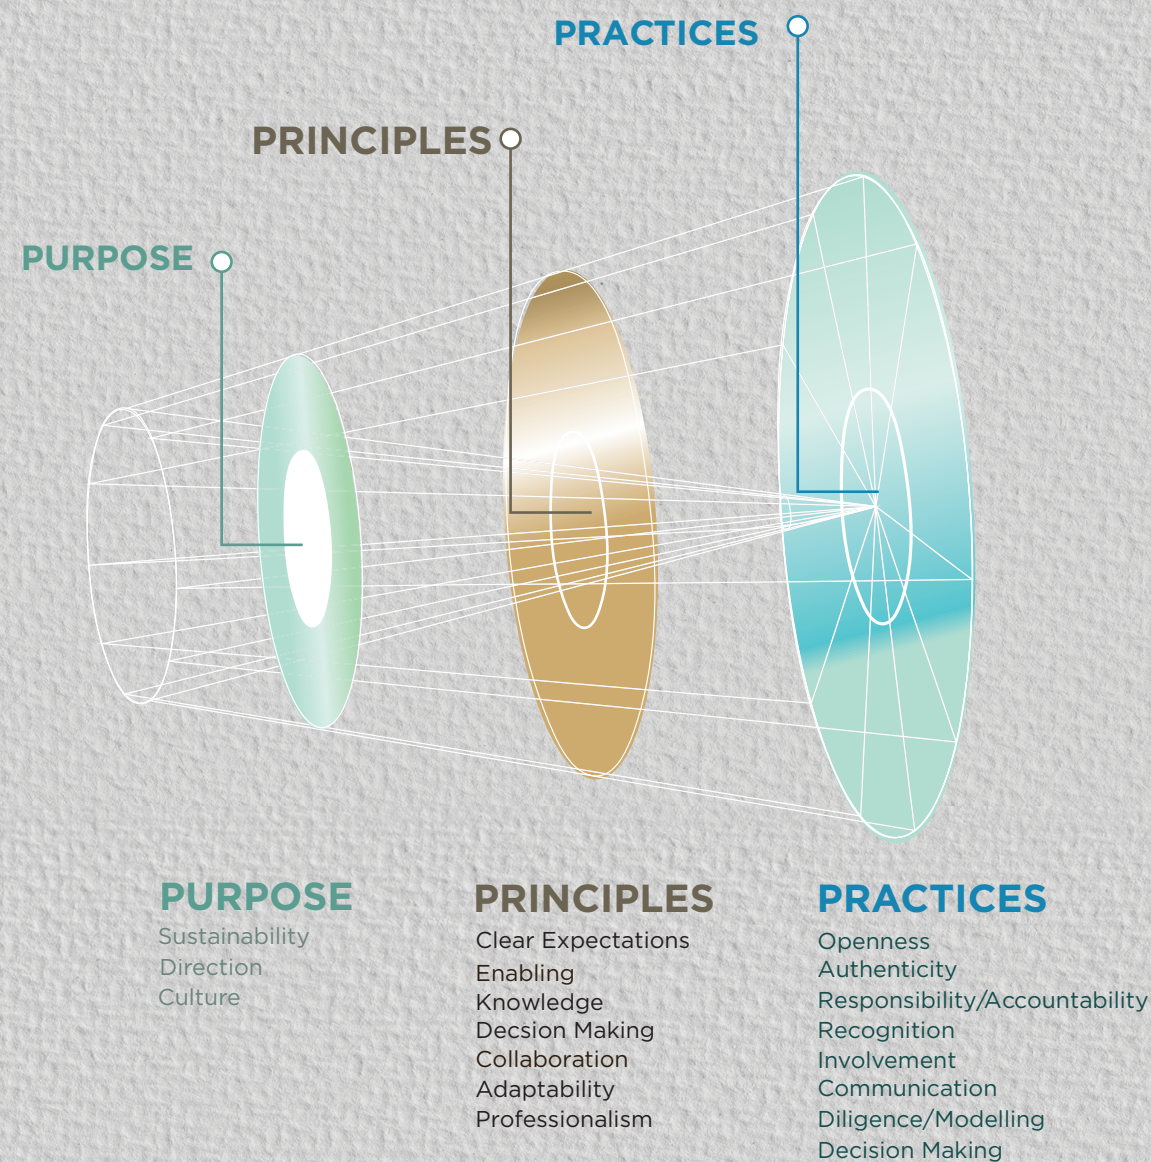 PRACTICES
PRINCIPLES
PURPOSE
PURPOSE
Sustainability
Direction
Culture
PRINCIPLES
Clear Expectations
Enabling
Knowledge
Decsion Making
Collaboration
Adaptability
Professionalism
PRACTICES
Openness
Authenticity
Responsibility/Accountability
Recognition
Involvement
Communication
Diligence/Modelling
Decision Making